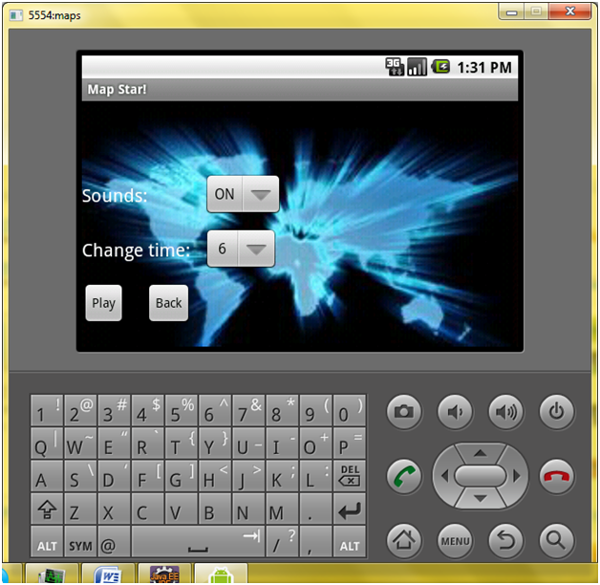 5554:maps
3G 1:31 PM
Map Star!
Sounds: ON
Change time: 6
Play Back
1 ! 2 @ 3 # 4 $ 5 % 6 ^ 7 & 8 * 9 ( 0 )
Q | W ~ E “ R ` T { Y } U _ I - O + P =
A S \ D ' F [ G ] H < J > K ; L : DEL
Z X C V B N M .
ALT SYM @ / ? , ALT
MENU
W
Java EE